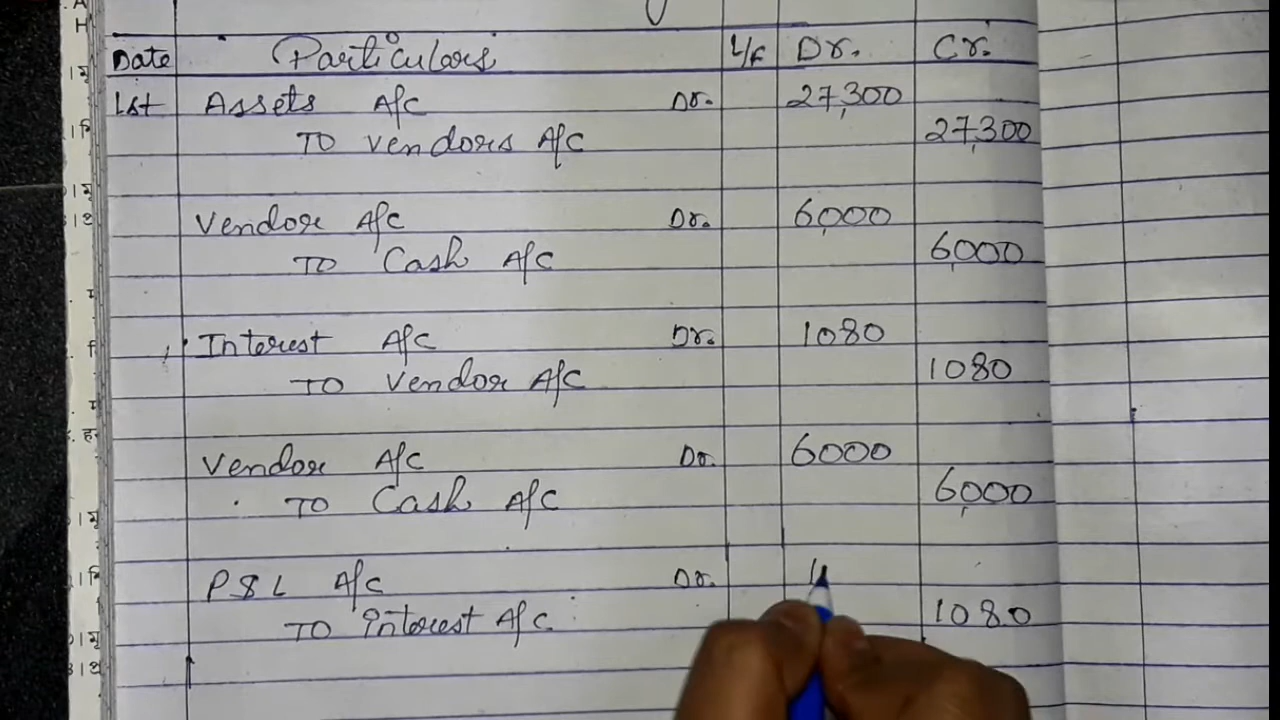 Date Particulars L/F Dr. Cr.
1st Assets A/C Dr. 27,300
TO vendors A/C 27,300
Vendor A/C Dr. 6,000
TO Cash A/C 6,000
Interest A/C Dr. 1080
TO Vendor A/C 1080
Vendor A/C Dr. 6000
TO Cash A/C 6,000
P & L A/C Dr. 1
TO interest A/C 1080